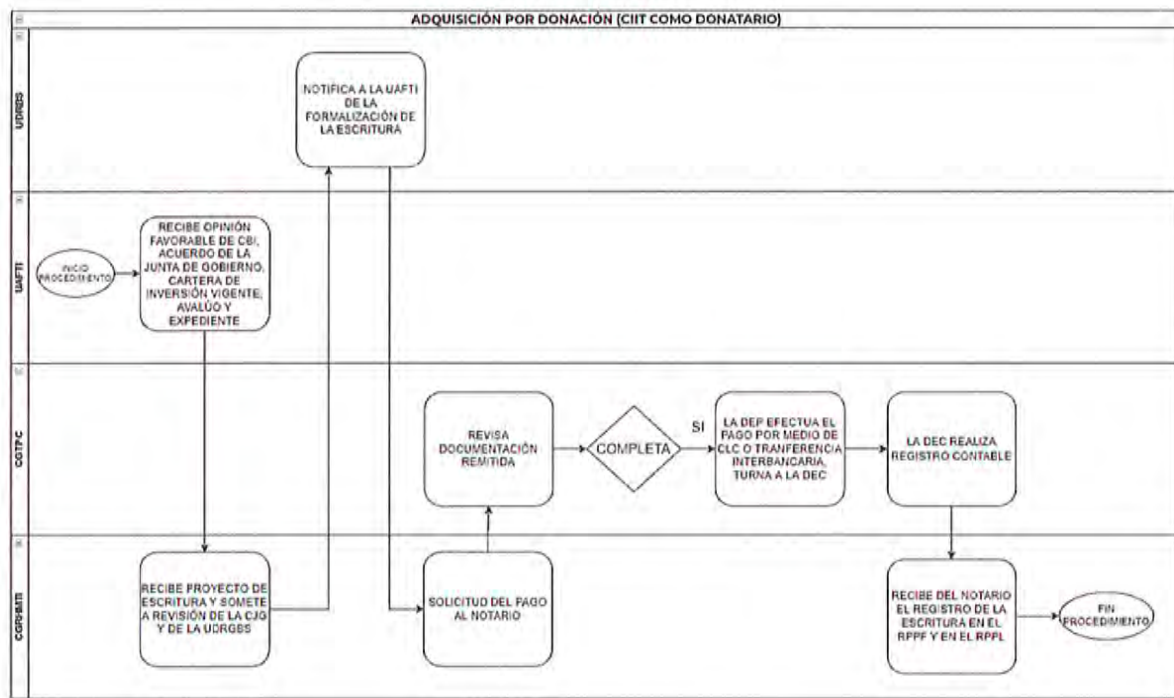 ADQUISICIÓN POR DONACIÓN (CIIT COMO DONATARIO)
NOTIFICA A LA UAFTI
DE LA
FORMALIZACIÓN DE
LA ESCRITURA
UAFTI
INICIO
PROCEDIMIENTO
RECIBE OPINIÓN
FAVORABLE DE CBI,
ACUERDO DE LA
JUNTA DE GOBIERNO,
CARTERA DE
INVERSIÓN VIGENTE,
AVALÚO Y
EXPEDIENTE
REVISA
DOCUMENTACIÓN
REMITIDA
COMPLETA
SI
LA DEP EFECTUA EL
PAGO POR MEDIO DE
CLC O TRANFERENCIA
INTERBANCARIA,
TURNA A LA DEC
LA DEC REALIZA
REGISTRO CONTABLE
RECIBE PROYECTO DE
ESCRITURA Y SOMETE
A REVISIÓN DE LA CJG
Y DE LA UDRGBS
SOLICITUD DEL PAGO
AL NOTARIO
RECIBE DEL NOTARIO
EL REGISTRO DE LA
ESCRITURA EN EL
RPPF Y EN EL RPPL
FIN
PROCEDIMIENTO